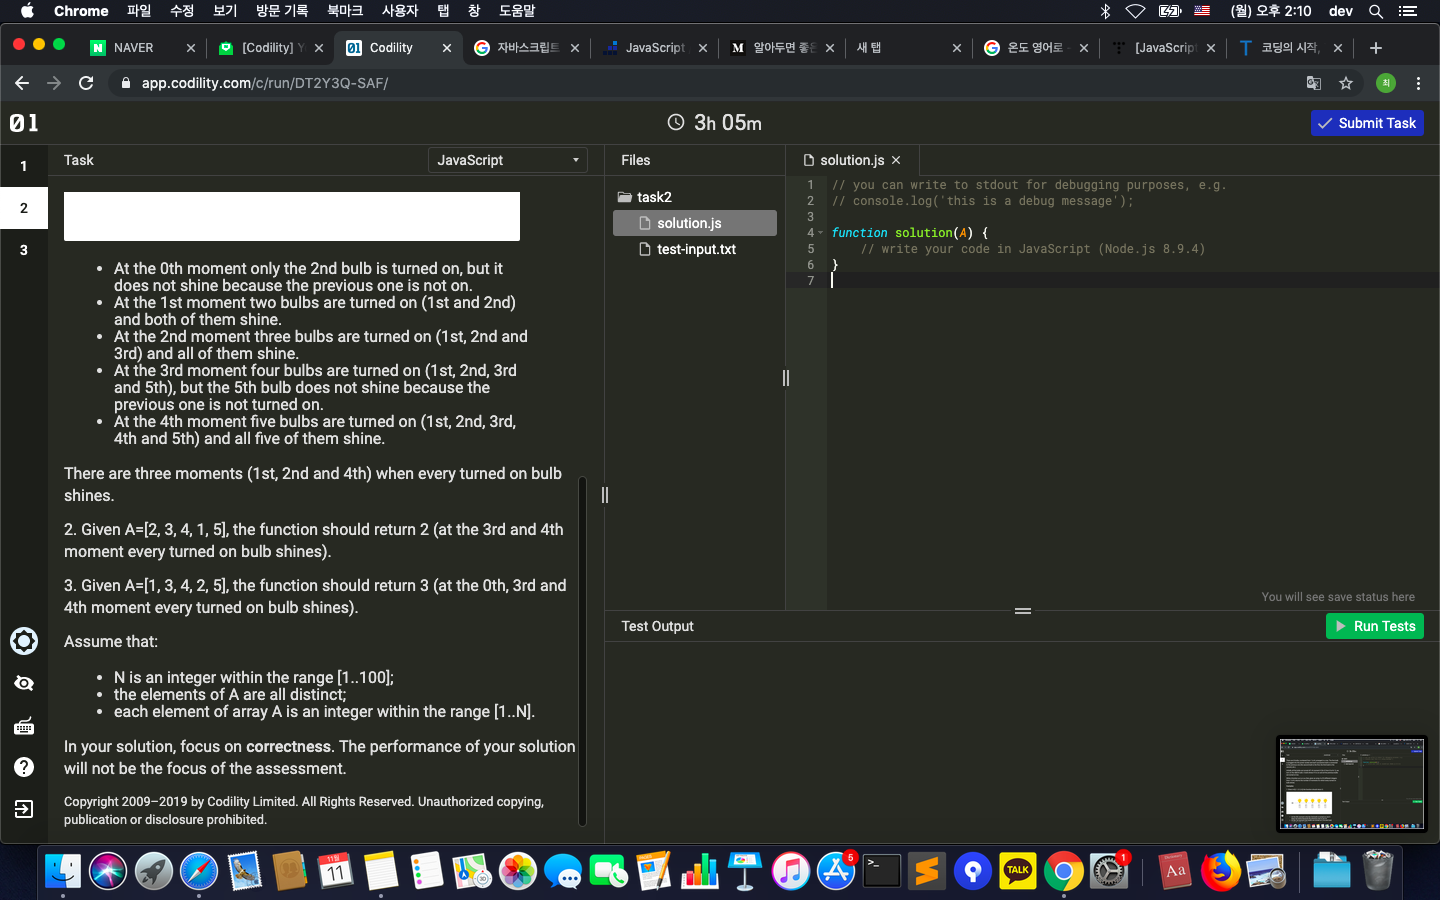 Chrome 파일 수정 보기 방문 기록 북마크 사용자 탭 창 도움말 (월) 오후 2:10 dev
NAVER
[Codility] Y
Codility
자바스크립트
JavaScript
알아두면 좋은
새 탭
온도 영어로 -
[JavaScript
코딩의 시작,
app.codility.com/c/run/DT2Y3Q-SAF/
최
01
3h 05m
Submit Task
1
2
3
Task
JavaScript
At the 0th moment only the 2nd bulb is turned on, but it
does not shine because the previous one is not on.
At the 1st moment two bulbs are turned on (1st and 2nd)
and both of them shine.
At the 2nd moment three bulbs are turned on (1st, 2nd and
3rd) and all of them shine.
At the 3rd moment four bulbs are turned on (1st, 2nd, 3rd
and 5th), but the 5th bulb does not shine because the
previous one is not turned on.
At the 4th moment five bulbs are turned on (1st, 2nd, 3rd,
4th and 5th) and all five of them shine.
There are three moments (1st, 2nd and 4th) when every turned on bulb
shines.
2. Given A=[2, 3, 4, 1, 5], the function should return 2 (at the 3rd and 4th
moment every turned on bulb shines).
3. Given A=[1, 3, 4, 2, 5], the function should return 3 (at the 0th, 3rd and
4th moment every turned on bulb shines).
Assume that:
N is an integer within the range [1..100];
the elements of A are all distinct;
each element of array A is an integer within the range [1..N].
In your solution, focus on correctness. The performance of your solution
will not be the focus of the assessment.
Copyright 2009–2019 by Codility Limited. All Rights Reserved. Unauthorized copying,
publication or disclosure prohibited.
Files
task2
solution.js
test-input.txt
solution.js
1 // you can write to stdout for debugging purposes, e.g.
2 // console.log('this is a debug message');
3
4 function solution(A) {
5 // write your code in JavaScript (Node.js 8.9.4)
6 }
7
You will see save status here
Test Output
Run Tests
11월
11
30
5
>_
TALK
1
Aa